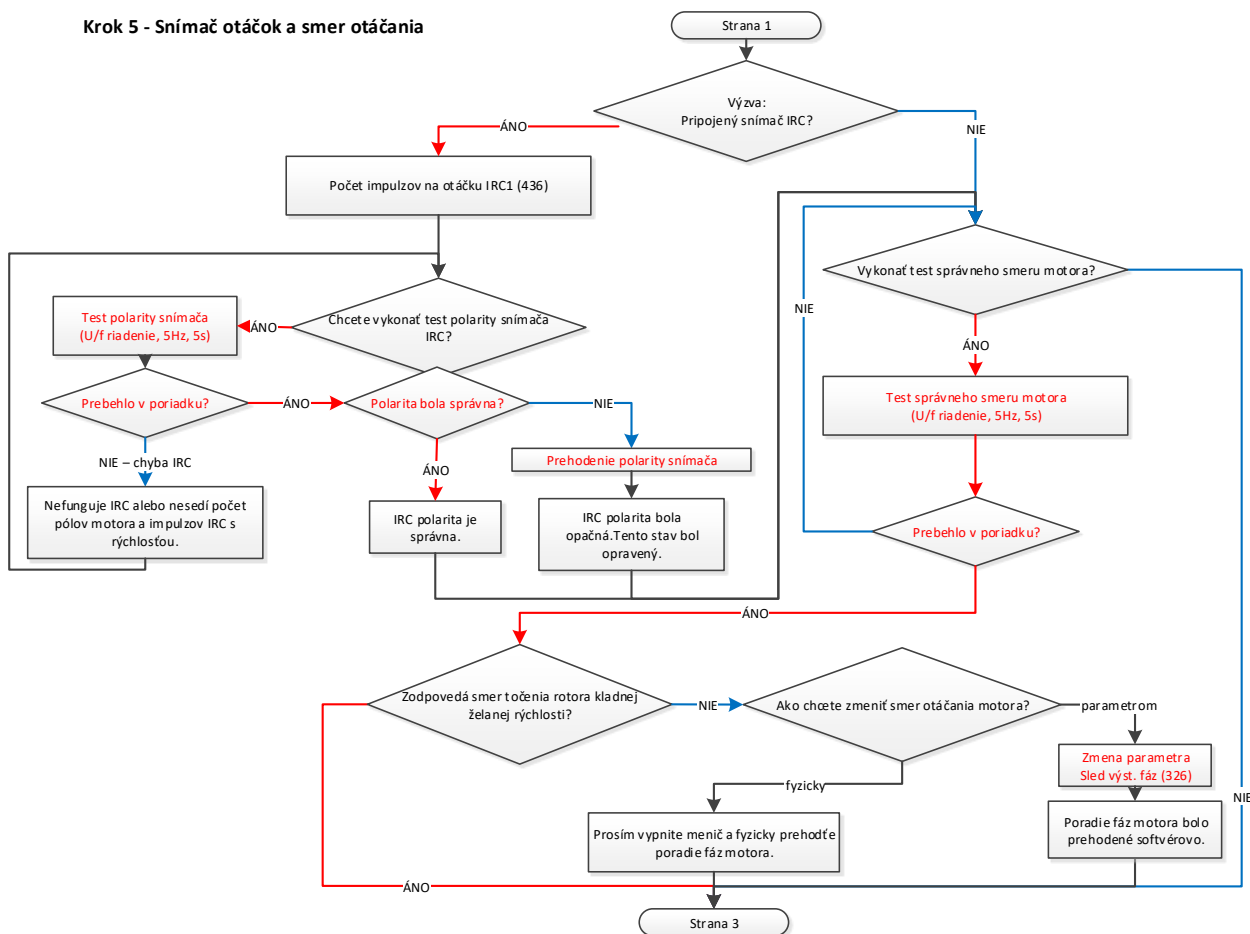 Krok 5 - Snímač otáčok a smer otáčania
Strana 1
Výzva:
Pripojený snímač IRC?
ÁNO
NIE
Počet impulzov na otáčku IRC1 (436)
Vykonať test správneho smeru motora?
NIE
NIE
ÁNO
Chcete vykonať test polarity snímača
IRC?
ÁNO
Test polarity snímača
(U/f riadenie, 5Hz, 5s)
Prebehlo v poriadku?
ÁNO
Polarita bola správna?
NIE
Test správneho smeru motora
(U/f riadenie, 5Hz, 5s)
NIE – chyba IRC
ÁNO
Prehodenie polarity snímača
Nefunguje IRC alebo nesedí počet
pólov motora a impulzov IRC s
rýchlosťou.
IRC polarita je
správna.
IRC polarita bola
opačná.Tento stav bol
opravený.
Prebehlo v poriadku?
ÁNO
Zodpovedá smer točenia rotora kladnej
želanej rýchlosti?
NIE
Ako chcete zmeniť smer otáčania motora?
parametrom
fyzicky
Zmena parametra
Sled výst. fáz (326)
NIE
Prosím vypnite menič a fyzicky prehoďte
poradie fáz motora.
Poradie fáz motora bolo
prehodené softvérovo.
ÁNO
Strana 3